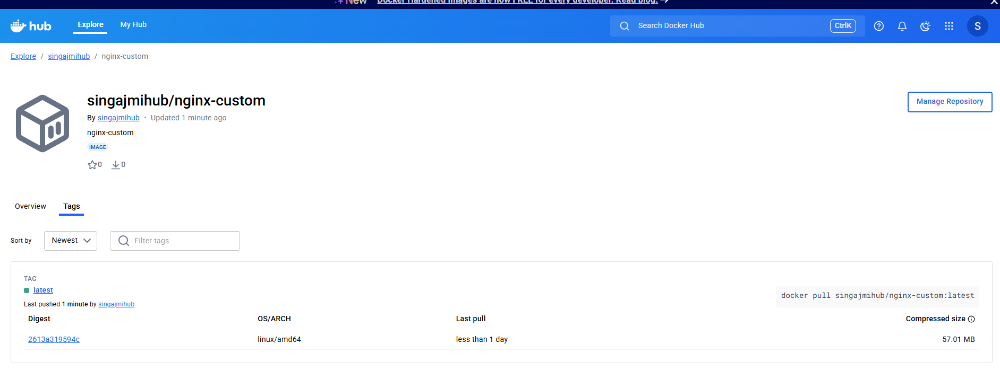 New Docker Hardened Images are now FREE for every developer. Read blog. →
hub Explore My Hub Search Docker Hub CtrlK S
Explore / singajmihub / nginx-custom
singajmihub/nginx-custom
Manage Repository
By singajmihub • Updated 1 minute ago
nginx-custom
IMAGE
0 0
Overview Tags
Sort by Newest Filter tags
TAG
latest
docker pull singajmihub/nginx-custom:latest
Last pushed 1 minute by singajmihub
Digest OS/ARCH Last pull Compressed size
2613a319594c linux/amd64 less than 1 day 57.01 MB